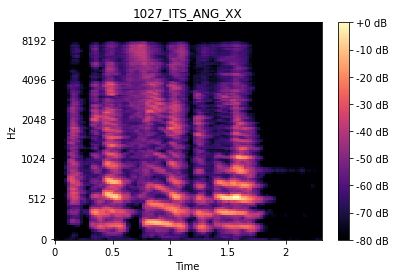 1027_ITS_ANG_XX
+0 dB
8192
-10 dB
4096
-20 dB
-30 dB
2048
-40 dB
Hz
1024
-50 dB
512
-60 dB
-70 dB
0
-80 dB
0 0.5 1 1.5 2
Time